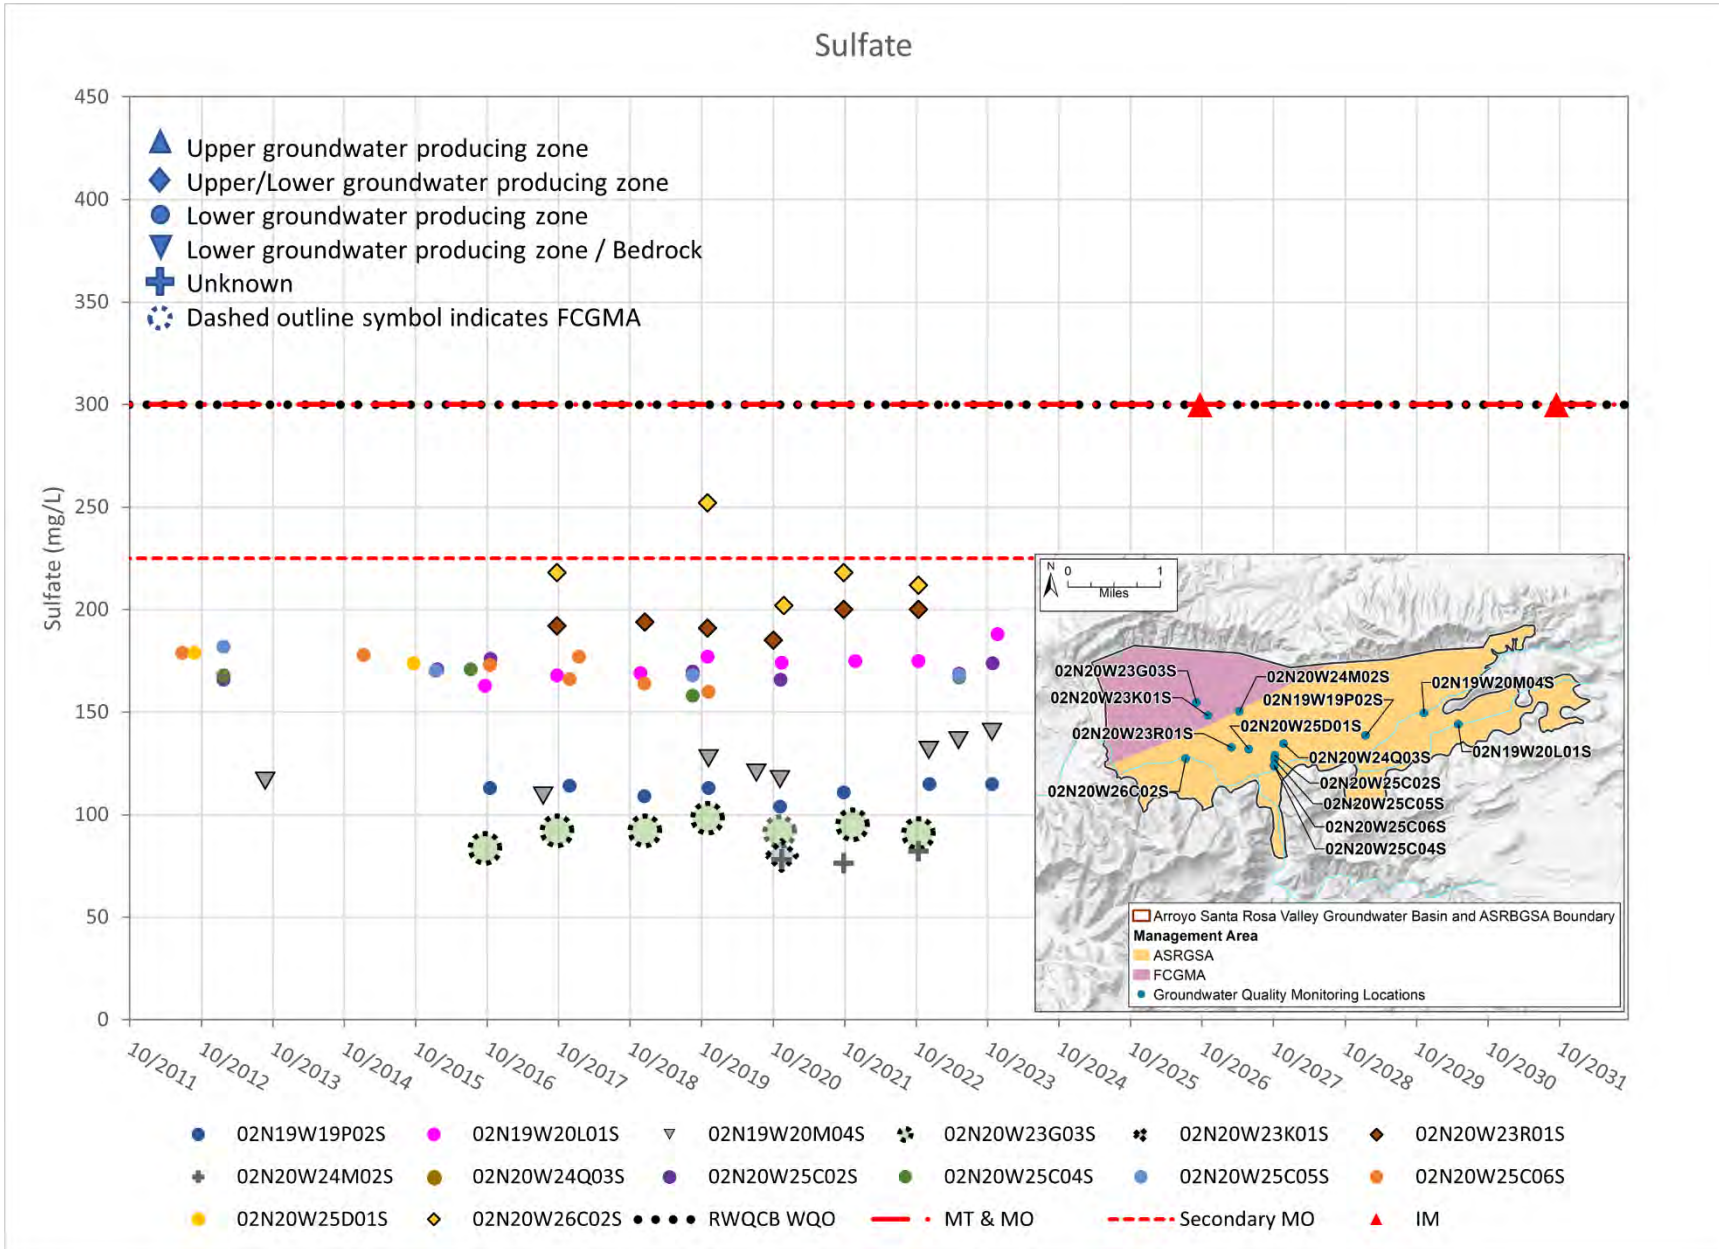 Sulfate
Sulfate (mg/L)
450
400
350
300
250
200
150
100
50
0
Upper groundwater producing zone
Upper/Lower groundwater producing zone
Lower groundwater producing zone
Lower groundwater producing zone / Bedrock
Unknown
Dashed outline symbol indicates FCGMA
N
0 1
Miles
02N20W23G03S
02N20W24M02S
02N19W20M04S
02N20W23K01S
02N19W19P02S
02N20W25D01S
02N20W23R01S
02N20W24Q03S
02N19W20L01S
02N20W26C02S
02N20W25C02S
02N20W25C05S
02N20W25C06S
02N20W25C04S
Arroyo Santa Rosa Valley Groundwater Basin and ASRBGSA Boundary
Management Area
ASRGSA
FCGMA
Groundwater Quality Monitoring Locations
10/2011 10/2012 10/2013 10/2014 10/2015 10/2016 10/2017 10/2018 10/2019 10/2020 10/2021 10/2022 10/2023 10/2024 10/2025 10/2026 10/2027 10/2028 10/2029 10/2030 10/2031
02N19W19P02S 02N19W20L01S 02N19W20M04S 02N20W23G03S 02N20W23K01S 02N20W23R01S
02N20W24M02S 02N20W24Q03S 02N20W25C02S 02N20W25C04S 02N20W25C05S 02N20W25C06S
02N20W25D01S 02N20W26C02S RWQCB WQO MT & MO Secondary MO IM